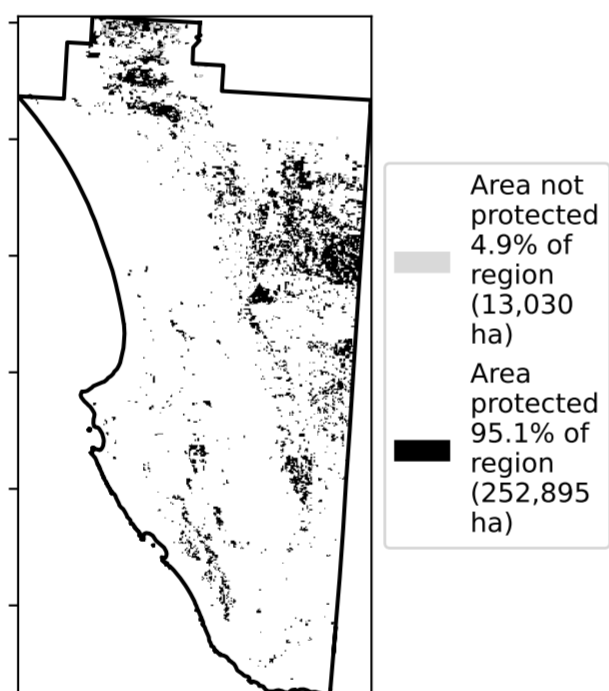 Area not
protected
4.9% of
region
(13,030
ha)
Area
protected
95.1% of
region
(252,895
ha)